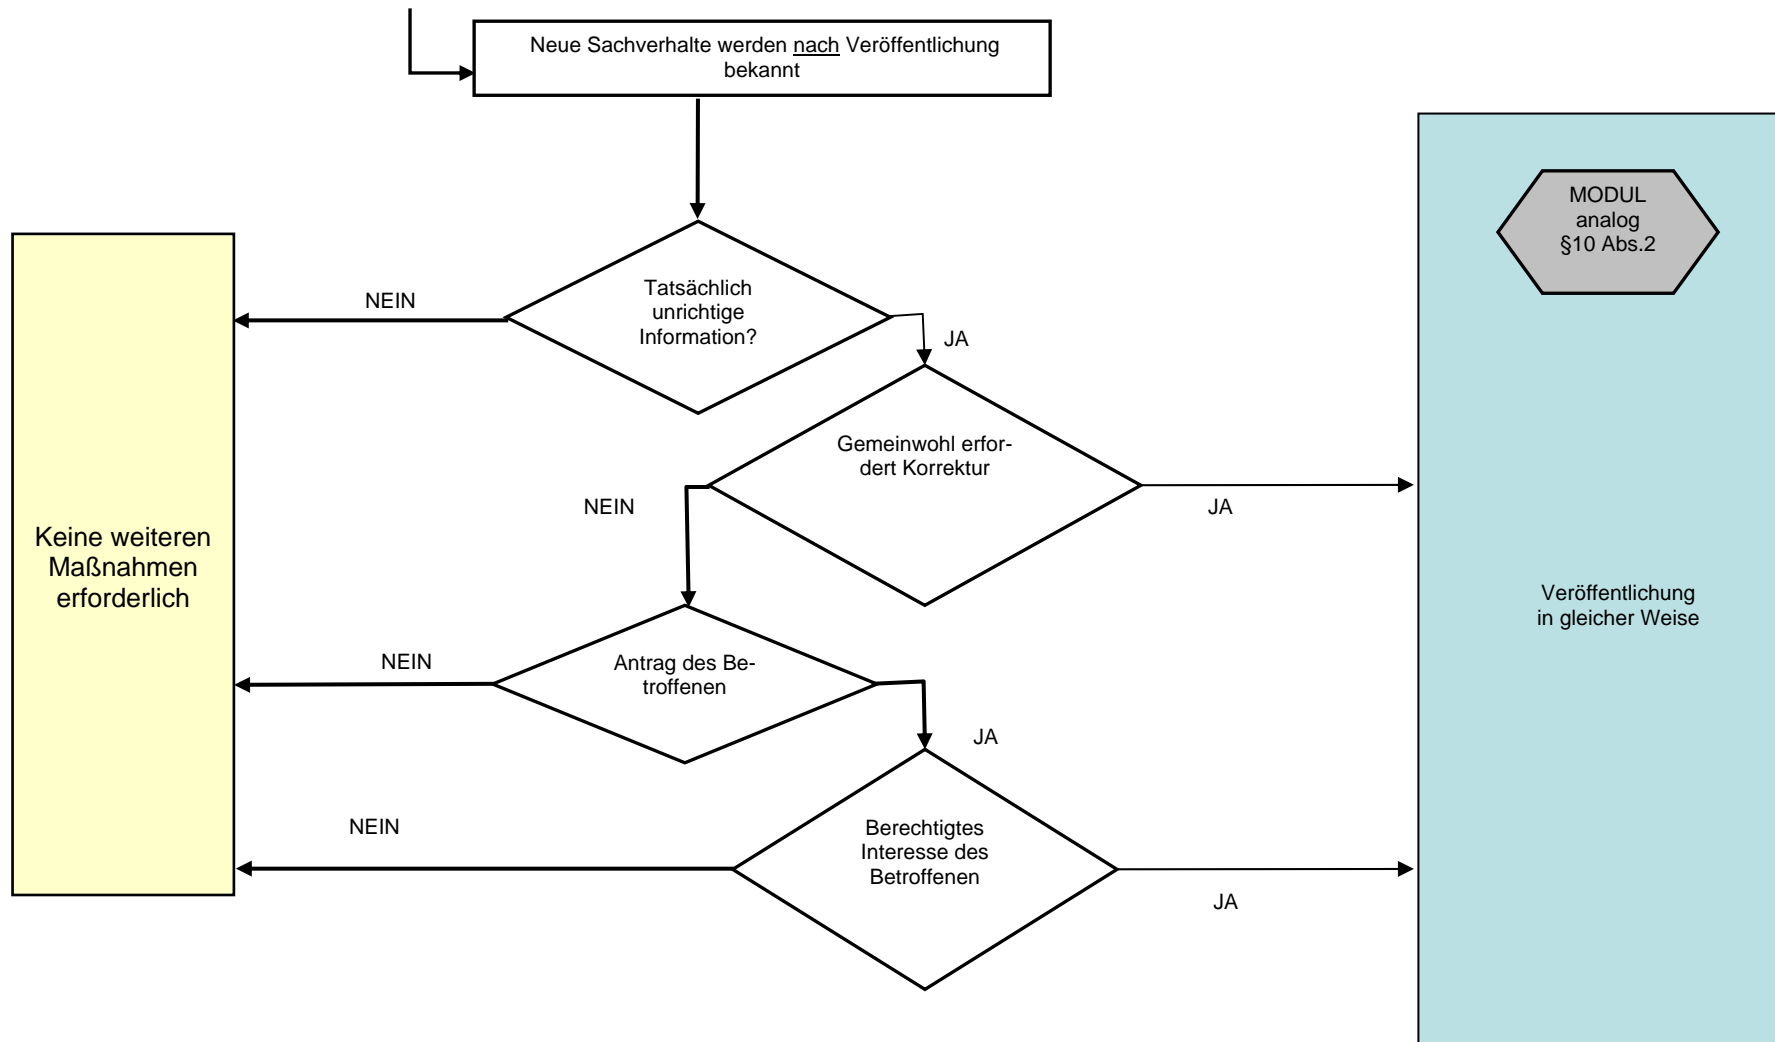 Neue Sachverhalte werden nach Veröffentlichung
bekannt
MODUL
analog
§10 Abs.2
Tatsächlich
unrichtige
Information?
NEIN
JA
Gemeinwohl erfor-
dert Korrektur
NEIN
JA
Keine weiteren
Maßnahmen
erforderlich
Veröffentlichung
in gleicher Weise
Antrag des Be-
troffenen
NEIN
JA
Berechtigtes
Interesse des
Betroffenen
NEIN
JA